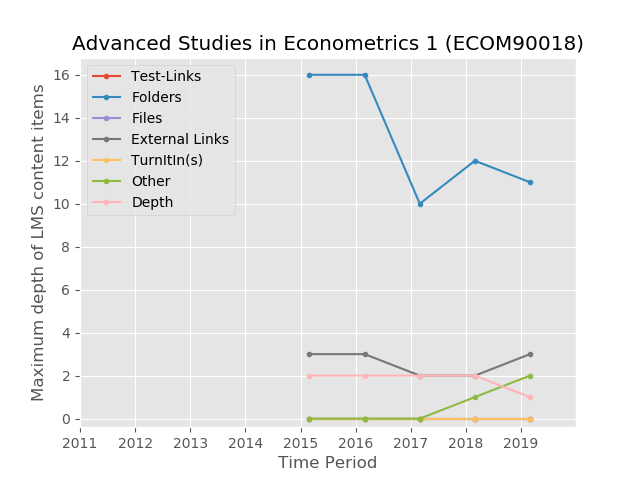 Advanced Studies in Econometrics 1 (ECOM90018)
Test-Links
Folders
Files
External Links
TurnItIn(s)
Other
Depth
Maximum depth of LMS content items
16
14
12
10
8
6
4
2
0
2011 2012 2013 2014 2015 2016 2017 2018 2019
Time Period